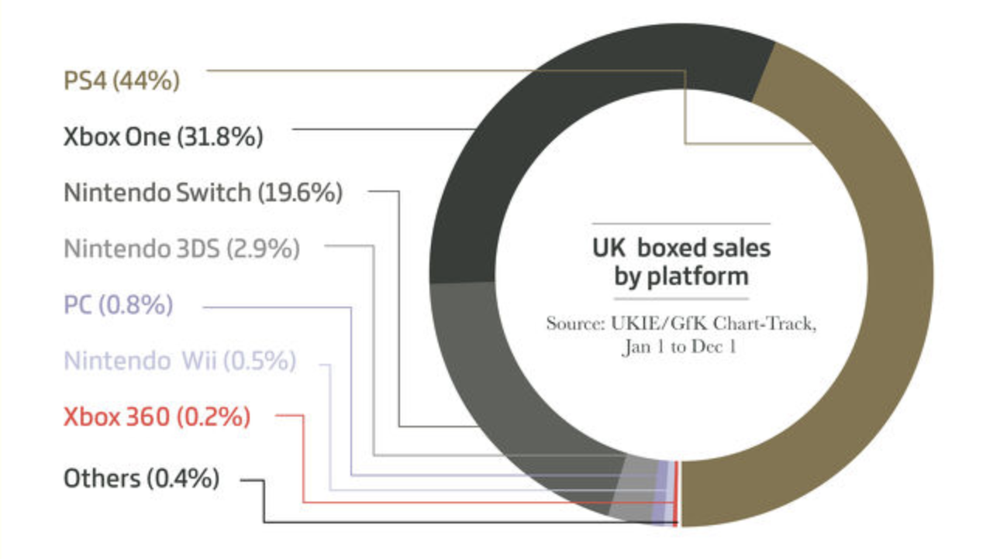 PS4 (44%)
Xbox One (31.8%)
Nintendo Switch (19.6%)
Nintendo 3DS (2.9%)
PC (0.8%)
Nintendo Wii (0.5%)
Xbox 360 (0.2%)
Others (0.4%)
UK boxed sales
by platform
Source: UKIE/GfK Chart-Track,
Jan 1 to Dec 1